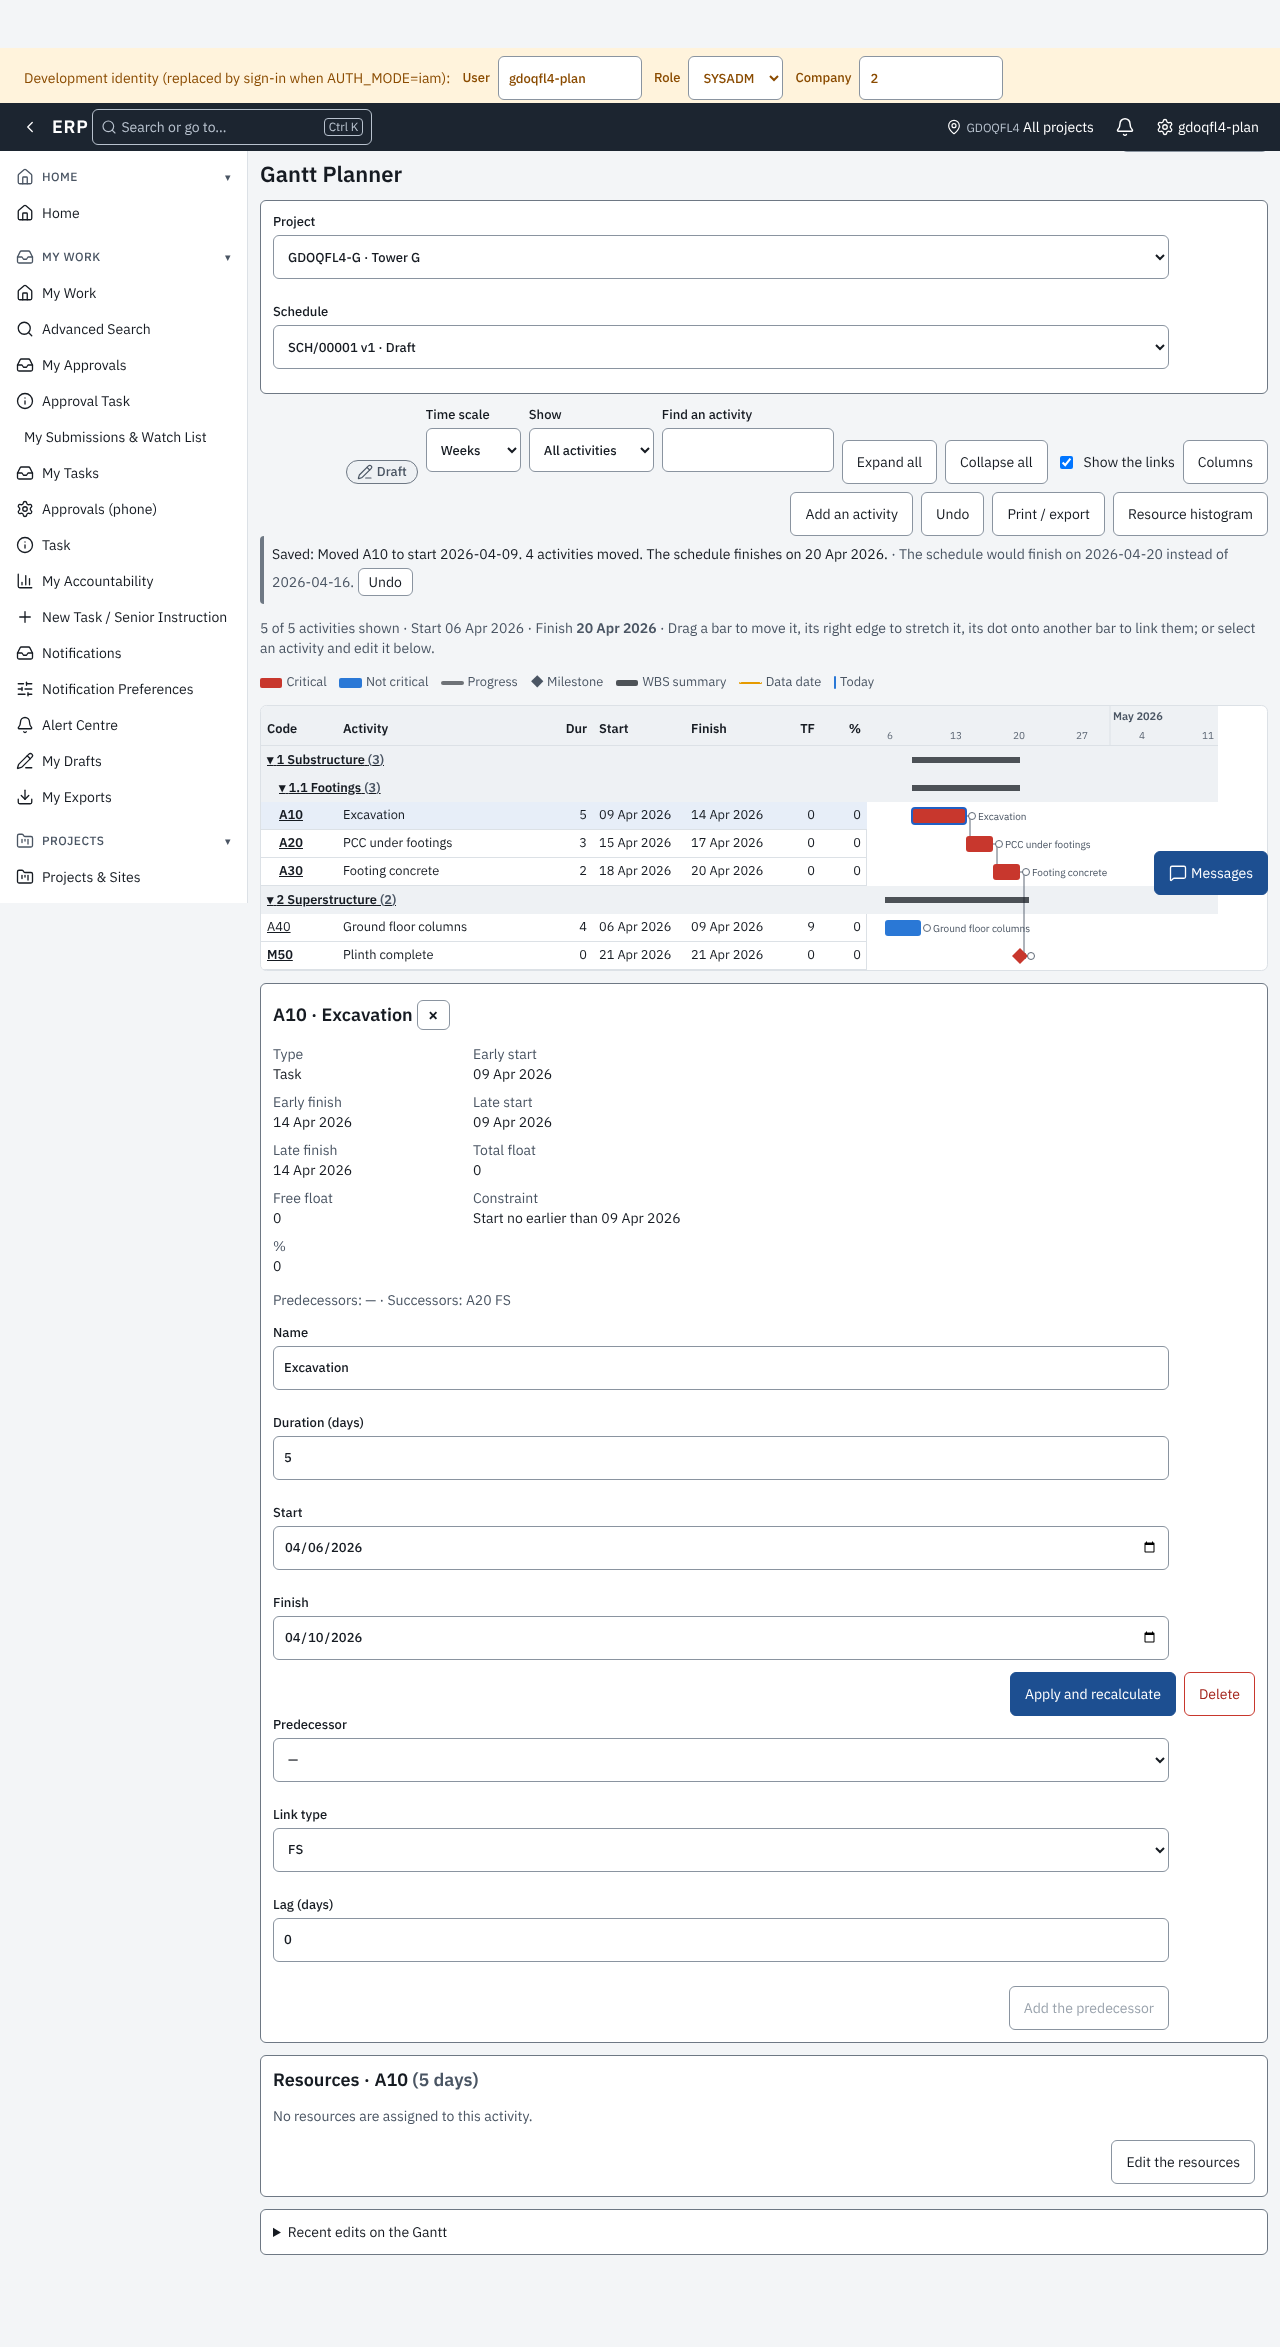 Development identity (replaced by sign-in when AUTH_MODE=iam): User gdoqfl4-plan Role SYSADM Company 2
ERP Search or go to... Ctrl K GDOQFL4 All projects gdoqfl4-plan
HOME
Home
MY WORK
My Work
Advanced Search
My Approvals
Approval Task
My Submissions & Watch List
My Tasks
Approvals (phone)
Task
My Accountability
New Task / Senior Instruction
Notifications
Notification Preferences
Alert Centre
My Drafts
My Exports
PROJECTS
Projects & Sites
Gantt Planner
Project
GDOQFL4-G · Tower G
Schedule
SCH/00001 v1 · Draft
Time scale Show Find an activity
Draft Weeks All activities Expand all Collapse all Show the links Columns
Add an activity Undo Print / export Resource histogram
Saved: Moved A10 to start 2026-04-09. 4 activities moved. The schedule finishes on 20 Apr 2026. · The schedule would finish on 2026-04-20 instead of
2026-04-16. Undo
5 of 5 activities shown · Start 06 Apr 2026 · Finish 20 Apr 2026 · Drag a bar to move it, its right edge to stretch it, its dot onto another bar to link them; or select
an activity and edit it below.
Critical Not critical Progress Milestone WBS summary Data date Today
May 2026
Code Activity Dur Start Finish TF % 6 13 20 27 4 11
▾ 1 Substructure (3)
▾ 1.1 Footings (3)
A10 Excavation 5 09 Apr 2026 14 Apr 2026 0 0 Excavation
A20 PCC under footings 3 15 Apr 2026 17 Apr 2026 0 0 PCC under footings
A30 Footing concrete 2 18 Apr 2026 20 Apr 2026 0 0 Footing concrete
Messages
▾ 2 Superstructure (2)
A40 Ground floor columns 4 06 Apr 2026 09 Apr 2026 9 0 Ground floor columns
M50 Plinth complete 0 21 Apr 2026 21 Apr 2026 0 0
A10 · Excavation ×
Type Early start
Task 09 Apr 2026
Early finish Late start
14 Apr 2026 09 Apr 2026
Late finish Total float
14 Apr 2026 0
Free float Constraint
0 Start no earlier than 09 Apr 2026
%
0
Predecessors: — · Successors: A20 FS
Name
Excavation
Duration (days)
5
Start
04/06/2026
Finish
04/10/2026
Apply and recalculate Delete
Predecessor
—
Link type
FS
Lag (days)
0
Add the predecessor
Resources · A10 (5 days)
No resources are assigned to this activity.
Edit the resources
▶ Recent edits on the Gantt